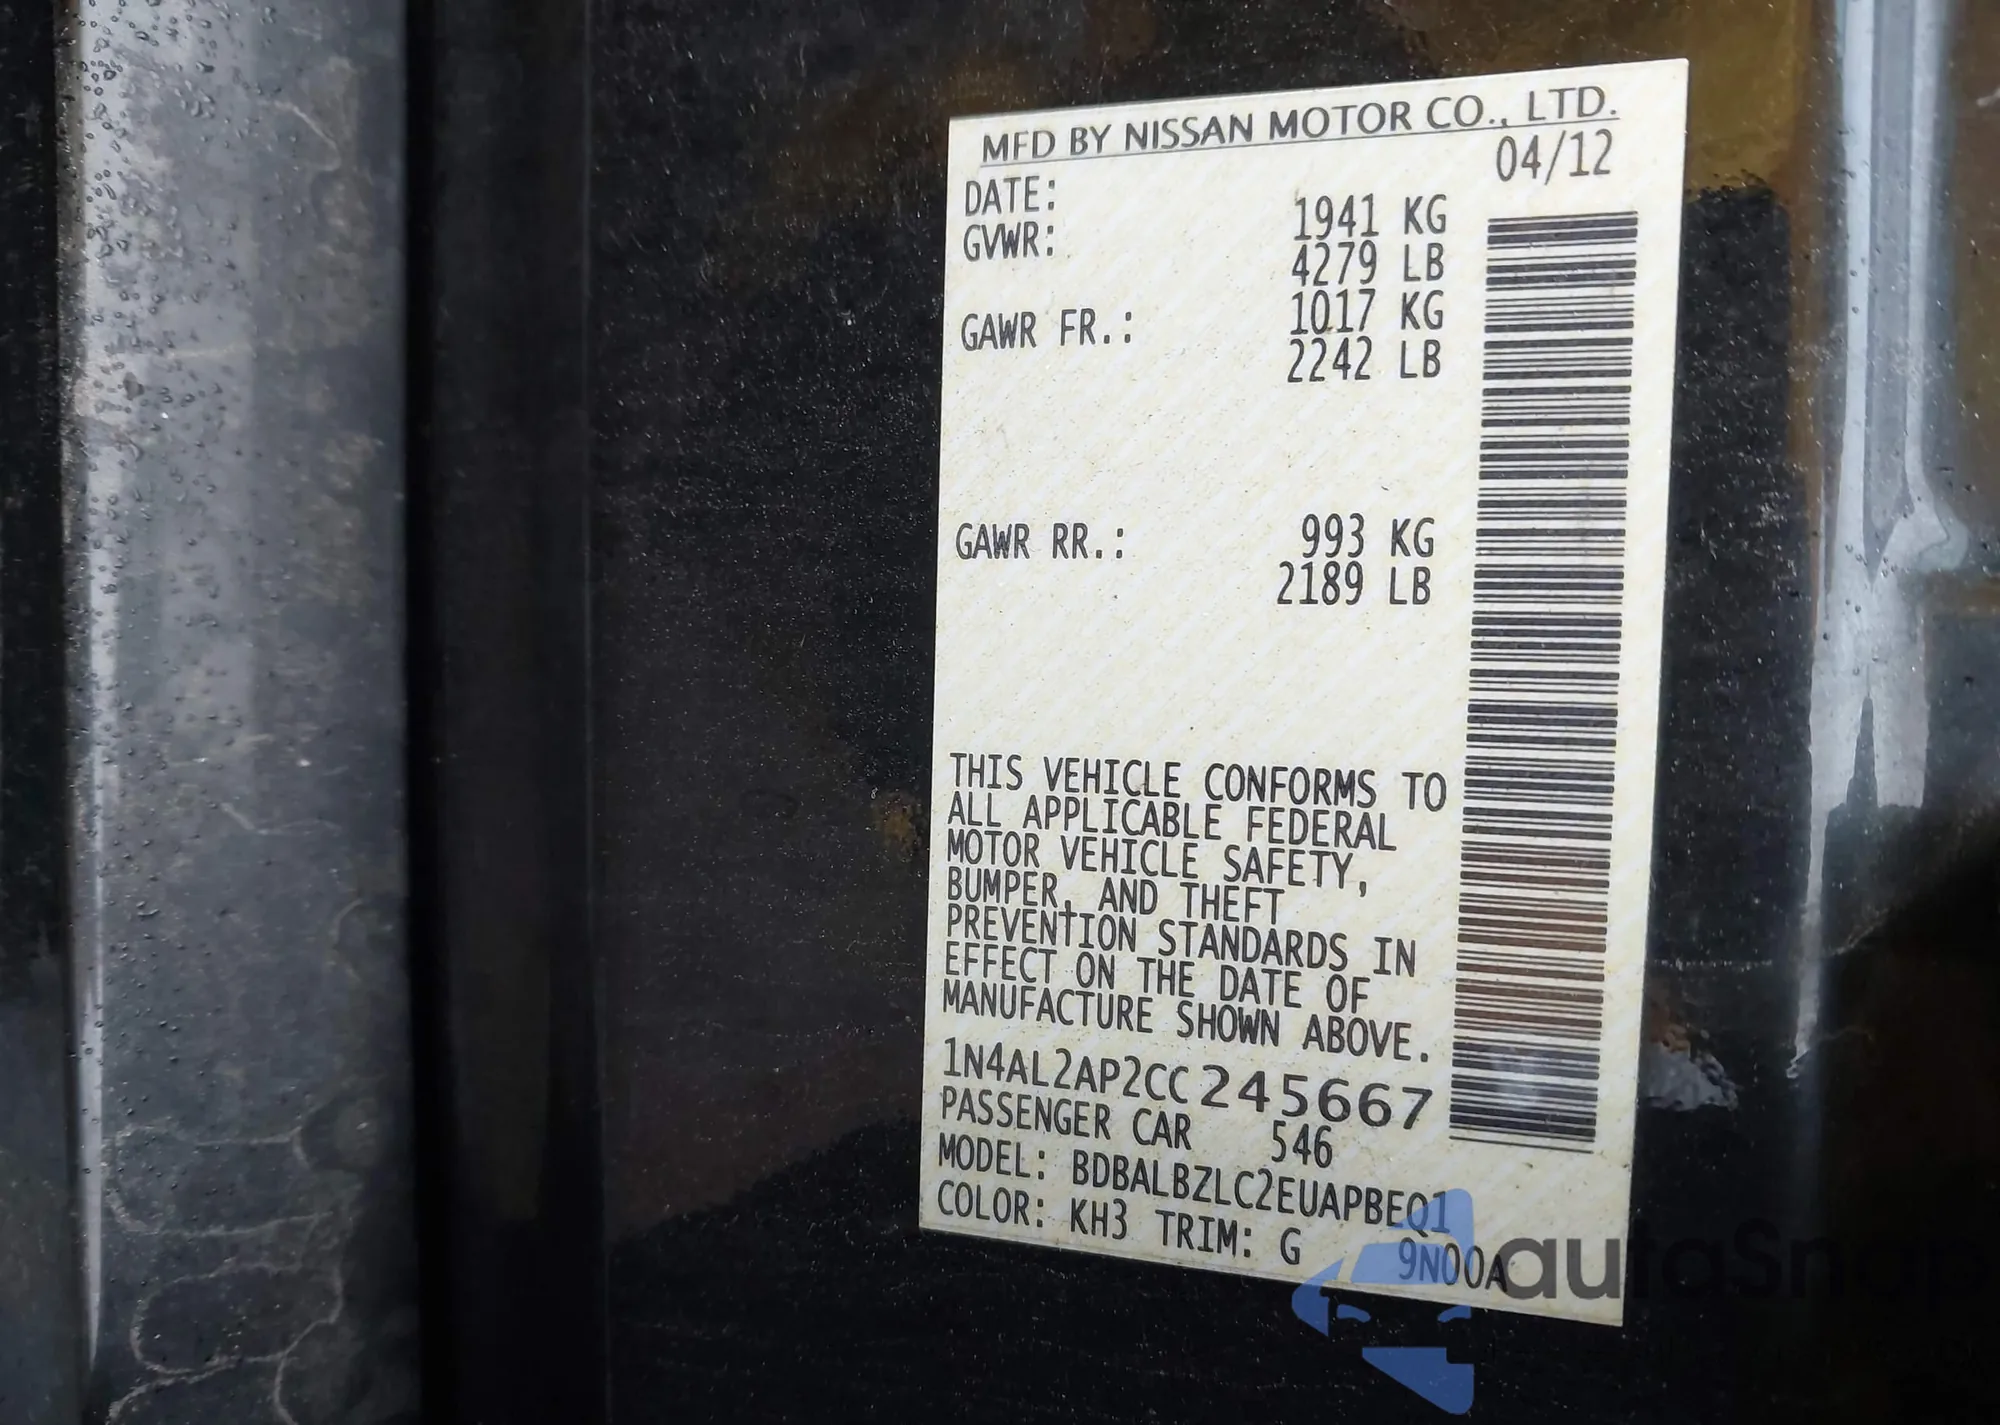 MFD BY NISSAN MOTOR CO., LTD.
DATE: 04/12
GVWR: 1941 KG
4279 LB
GAWR FR.: 1017 KG
2242 LB
GAWR RR.: 993 KG
2189 LB
THIS VEHICLE CONFORMS TO
ALL APPLICABLE FEDERAL
MOTOR VEHICLE SAFETY,
BUMPER, AND THEFT
PREVENTION STANDARDS IN
EFFECT ON THE DATE OF
MANUFACTURE SHOWN ABOVE.
1N4AL2AP2CC245667
PASSENGER CAR 546
MODEL: BDBALBZLC2EUAPBEQ1
COLOR: KH3 TRIM: G 9N00A